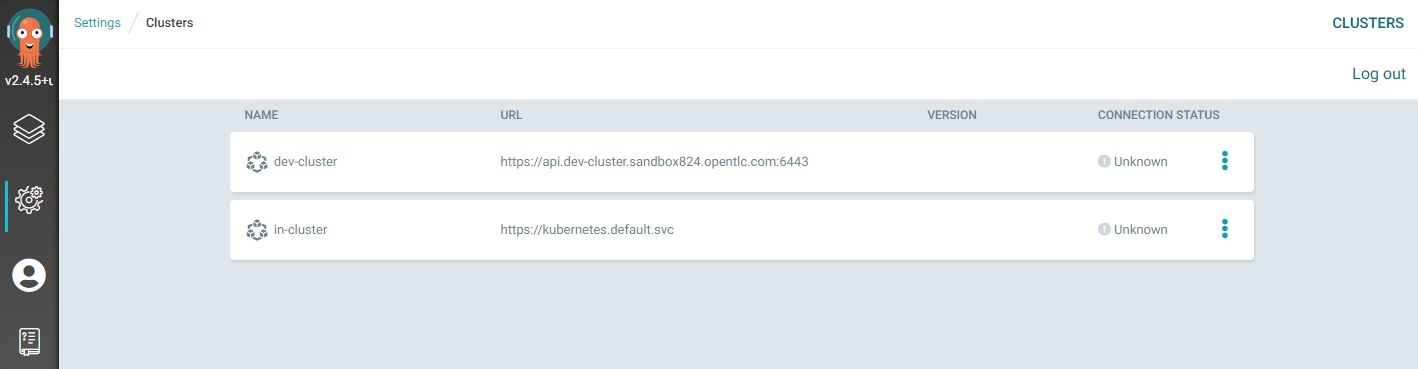 Settings / Clusters
CLUSTERS
v2.4.5+u
Log out
NAME URL VERSION CONNECTION STATUS
dev-cluster https://api.dev-cluster.sandbox824.opentlc.com:6443 Unknown
in-cluster https://kubernetes.default.svc Unknown